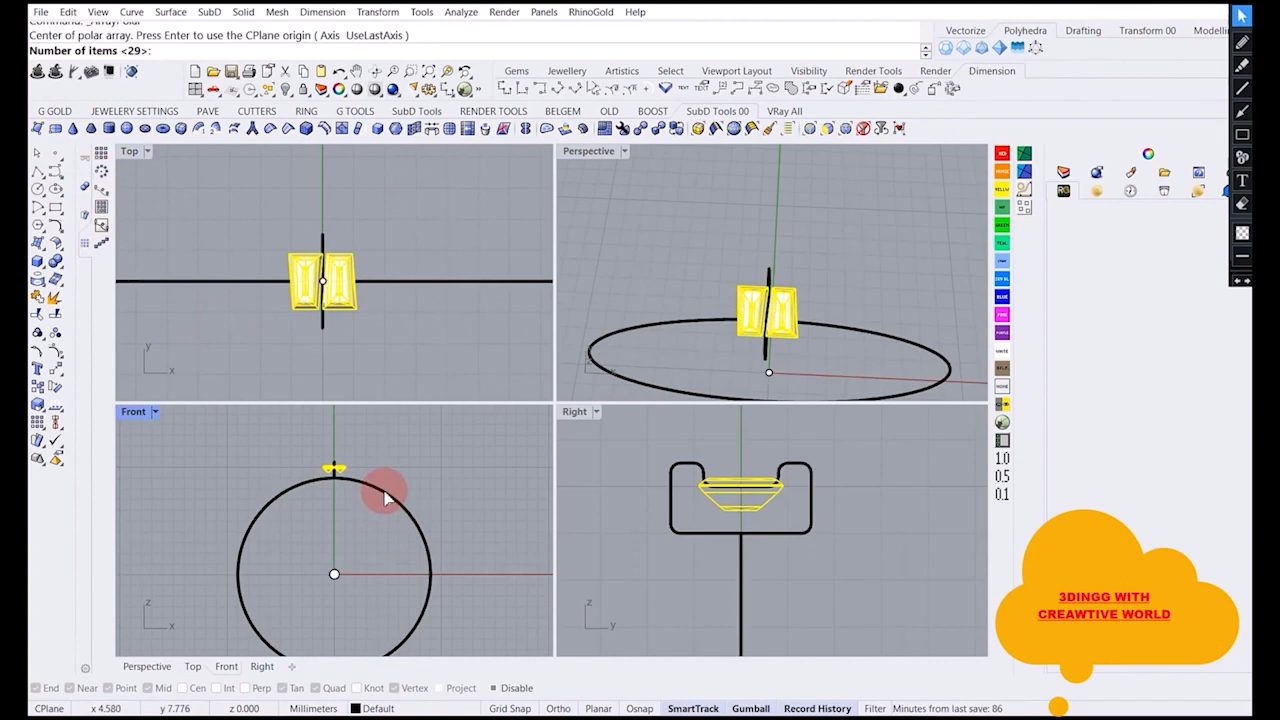 File Edit View Curve Surface SubD Solid Mesh Dimension Transform Tools Analyze Render Panels RhinoGold Help
Center of polar array. Press Enter to use the CPlane origin ( Axis UseLastAxis )
Number of items <29>:
Vectorize Polyhedra Drafting Transform 00
Gems Jewellery Artistics Select Viewport Layout Visibility Render Tools Render Dimension
G GOLD JEWELERY SETTINGS PAVE CUTTERS RING G TOOLS SubD Tools RENDER TOOLS OLD BOOST SubD Tools 00 VRay All
Top
Perspective
y
x
Front
Right
z
x
z
y
RED
TEAL
BLUE
PINK
WHITE
1.0
0.5
0.1
RG
T
3DINGG WITH
CREAWTIVE WORLD
Perspective Top Front Right
End Near Point Mid Cen Int Perp Tan Quad Knot Vertex Project Disable
CPlane x 4.580 y 7.776 z 0.000 Millimeters Default Grid Snap Ortho Planar Osnap SmartTrack Gumball Record History Filter Minutes from last save: 86